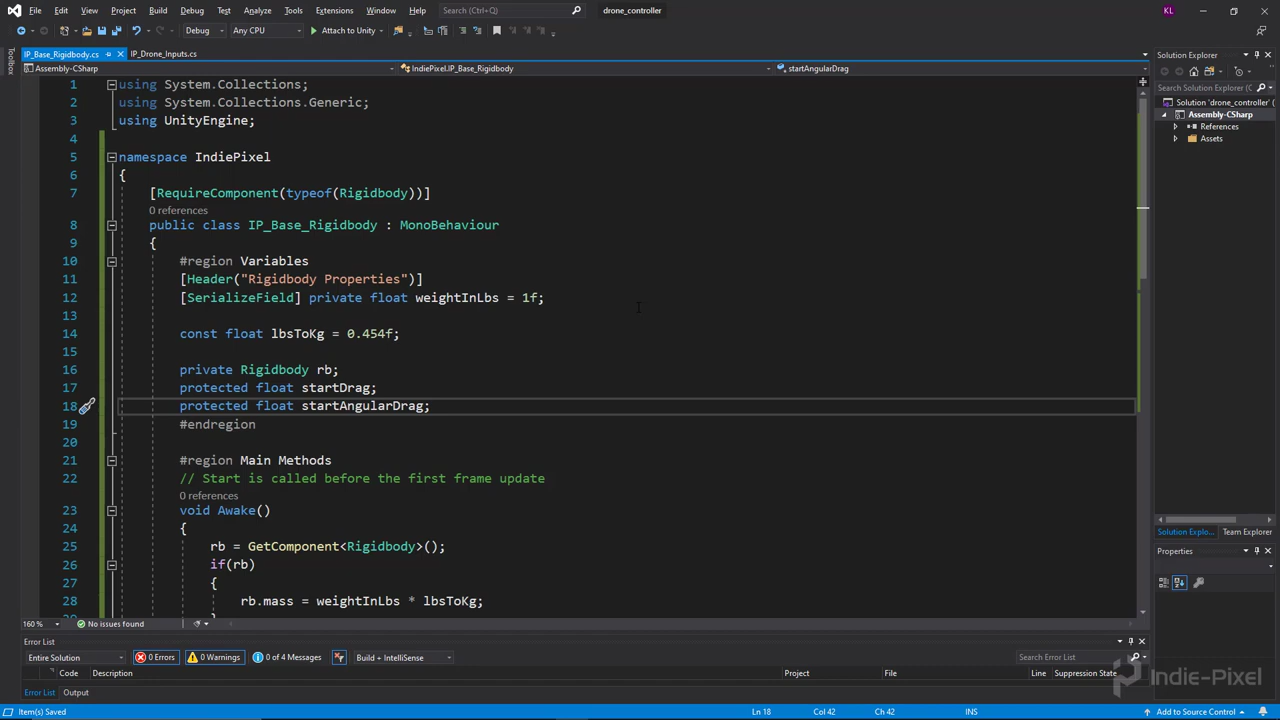 File Edit View Project Build Debug Test Analyze Tools Extensions Window Help Search (Ctrl+Q) drone_controller KL
Debug Any CPU Attach to Unity
Toolbox
IP_Base_Rigidbody.cs IP_Drone_Inputs.cs
Assembly-CSharp IndiePixel.IP_Base_Rigidbody startAngularDrag
1 using System.Collections;
2 using System.Collections.Generic;
3 using UnityEngine;
4
5 namespace IndiePixel
6 {
7 [RequireComponent(typeof(Rigidbody))]
0 references
8 public class IP_Base_Rigidbody : MonoBehaviour
9 {
10 #region Variables
11 [Header("Rigidbody Properties")]
12 [SerializeField] private float weightInLbs = 1f;
13
14 const float lbsToKg = 0.454f;
15
16 private Rigidbody rb;
17 protected float startDrag;
18 protected float startAngularDrag;
19 #endregion
20
21 #region Main Methods
22 // Start is called before the first frame update
0 references
23 void Awake()
24 {
25 rb = GetComponent<Rigidbody>();
26 if(rb)
27 {
28 rb.mass = weightInLbs * lbsToKg;
160 % No issues found
Solution Explorer
Search Solution Explorer (Ctrl
Solution 'drone_controller' (
Assembly-CSharp
References
Assets
Solution Explo... Team Explorer
Properties
Error List
Entire Solution 0 Errors 0 Warnings 0 of 4 Messages Build + IntelliSense Search Error List
Code Description Project File Line Suppression State
Error List Output
Indie-Pixel
Item(s) Saved Ln 18 Col 42 Ch 42 INS Add to Source Control